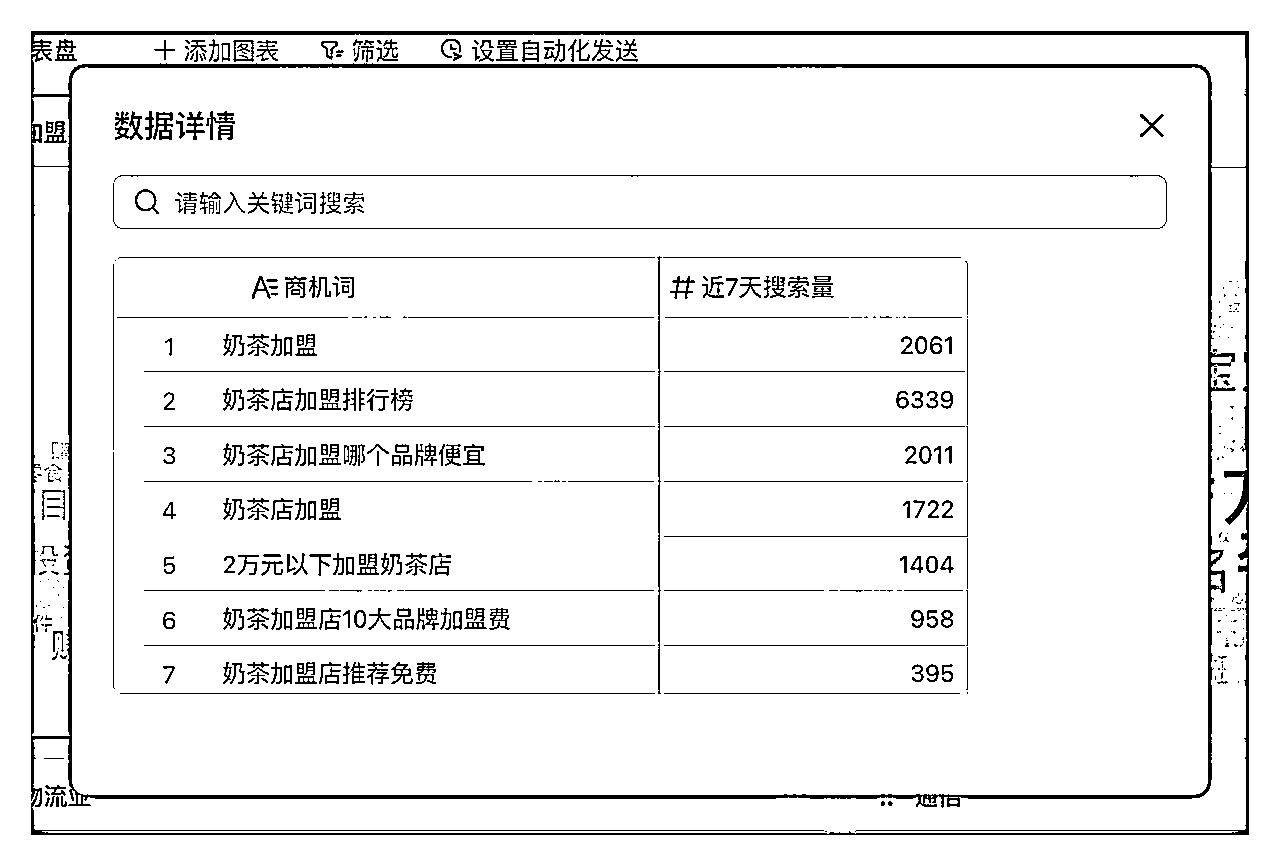 表盘 添加图表 筛选 设置自动化发送
加盟
数据详情
请输入关键词搜索
商机词 # 近7天搜索量
1 奶茶加盟 2061
2 奶茶店加盟排行榜 6339
3 奶茶店加盟哪个品牌便宜 2011
4 奶茶店加盟 1722
5 2万元以下加盟奶茶店 1404
6 奶茶加盟店10大品牌加盟费 958
7 奶茶加盟店推荐免费 395
物流业 通信